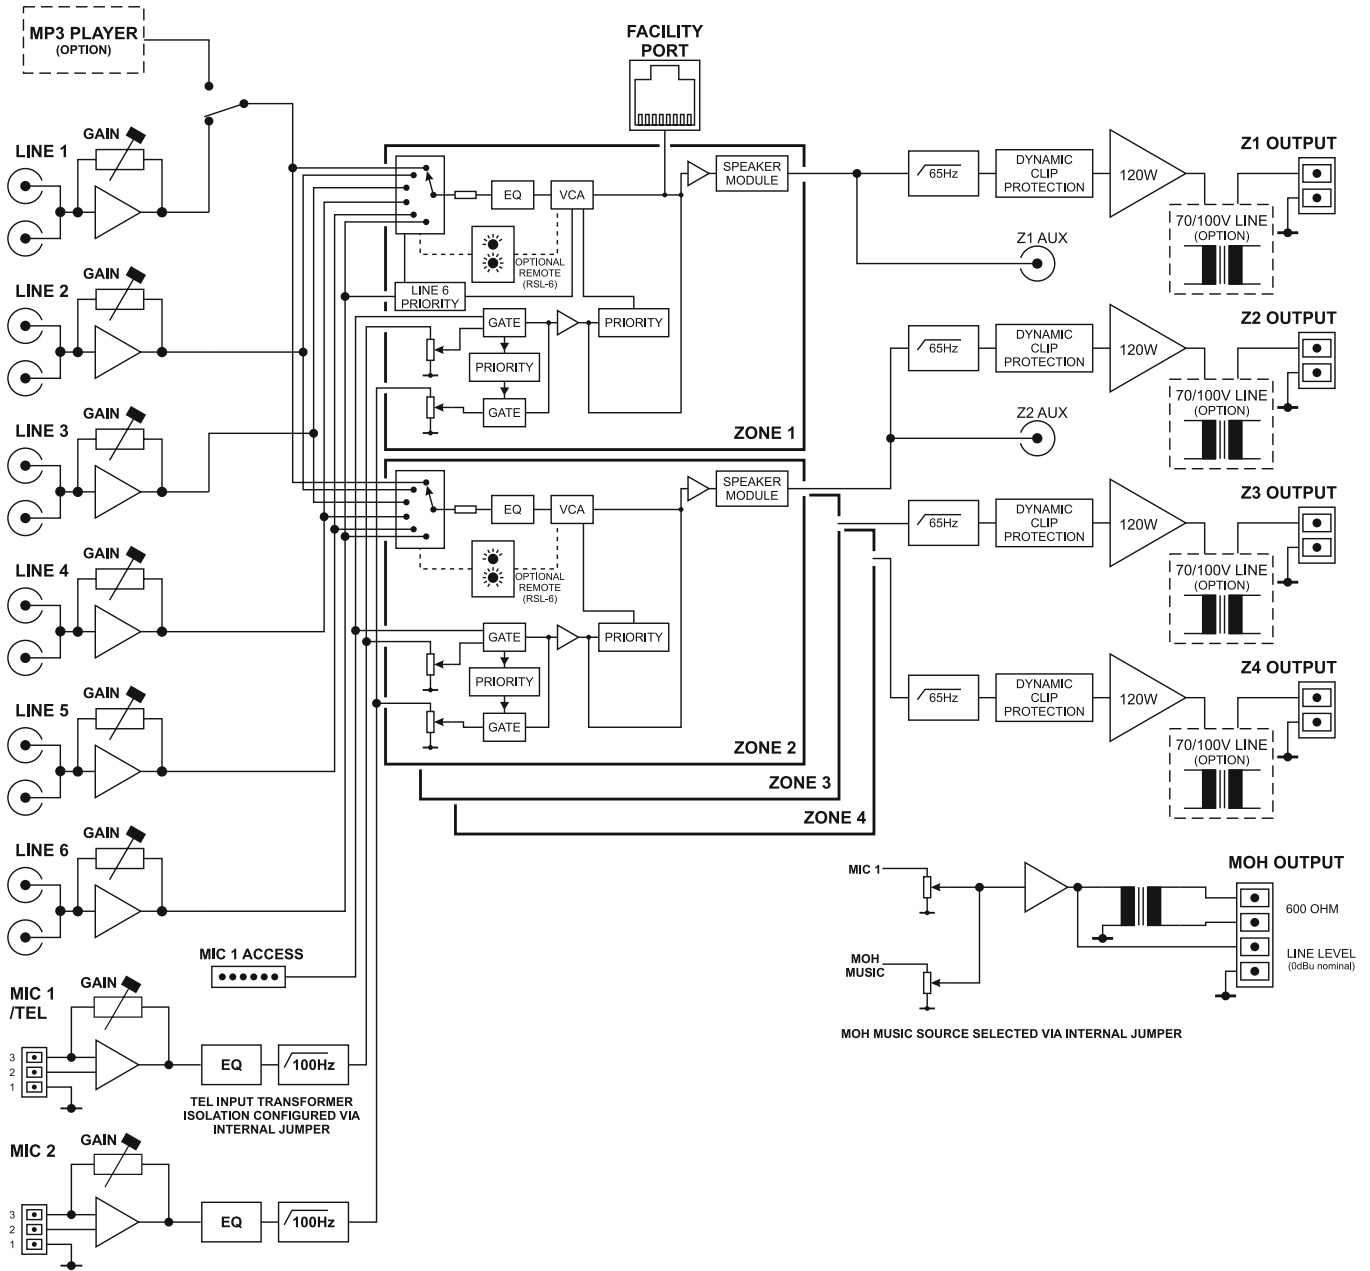 MP3 PLAYER
(OPTION)
FACILITY
PORT
LINE 1
GAIN
LINE 2
GAIN
LINE 3
GAIN
LINE 4
GAIN
LINE 5
GAIN
LINE 6
GAIN
MIC 1 ACCESS
MIC 1
/TEL
GAIN
3
2
1
EQ
100Hz
TEL INPUT TRANSFORMER
ISOLATION CONFIGURED VIA
INTERNAL JUMPER
MIC 2
GAIN
3
2
1
EQ
100Hz
EQ
VCA
SPEAKER
MODULE
OPTIONAL
REMOTE
(RSL-6)
LINE 6
PRIORITY
GATE
PRIORITY
PRIORITY
GATE
ZONE 1
EQ
VCA
SPEAKER
MODULE
OPTIONAL
REMOTE
(RSL-6)
GATE
PRIORITY
PRIORITY
GATE
ZONE 2
ZONE 3
ZONE 4
65Hz
DYNAMIC
CLIP
PROTECTION
120W
Z1 OUTPUT
70/100V LINE
(OPTION)
Z1 AUX
65Hz
DYNAMIC
CLIP
PROTECTION
120W
Z2 OUTPUT
70/100V LINE
(OPTION)
Z2 AUX
65Hz
DYNAMIC
CLIP
PROTECTION
120W
Z3 OUTPUT
70/100V LINE
(OPTION)
65Hz
DYNAMIC
CLIP
PROTECTION
120W
Z4 OUTPUT
70/100V LINE
(OPTION)
MIC 1
MOH
MUSIC
MOH OUTPUT
600 OHM
LINE LEVEL
(0dBu nominal)
MOH MUSIC SOURCE SELECTED VIA INTERNAL JUMPER